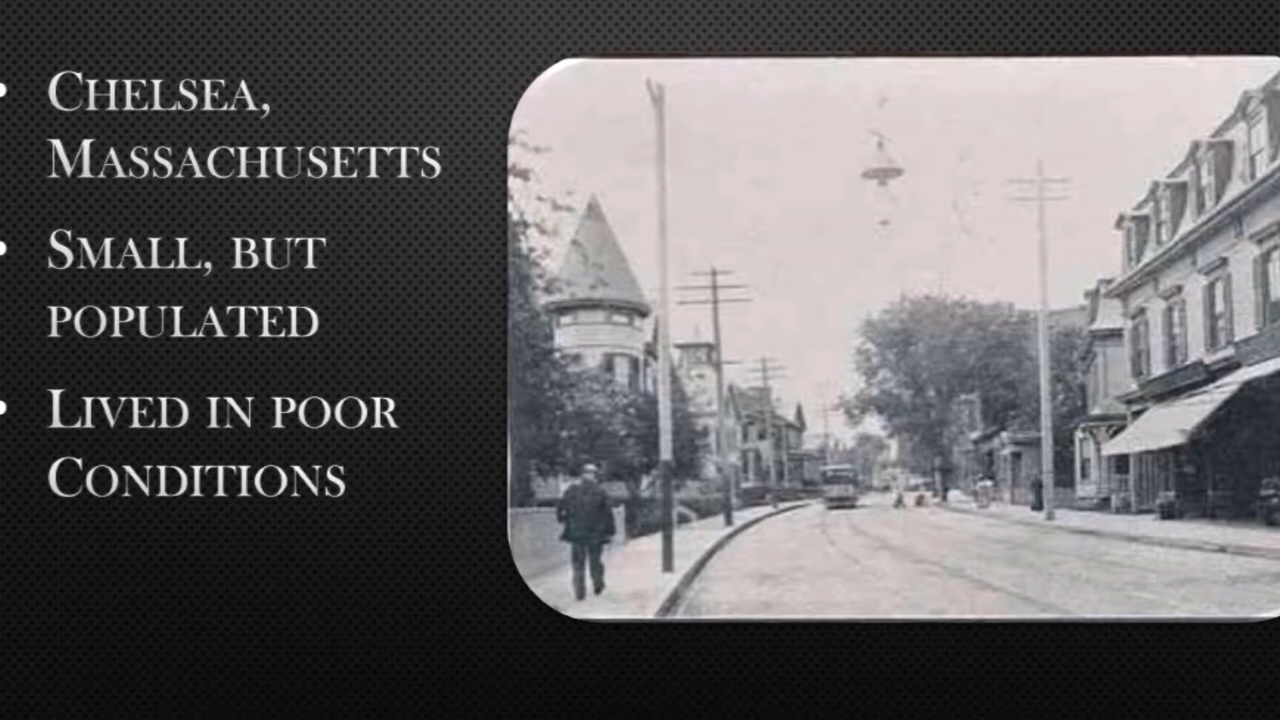 • Chelsea,
Massachusetts
• Small, but
populated
• Lived in poor
Conditions